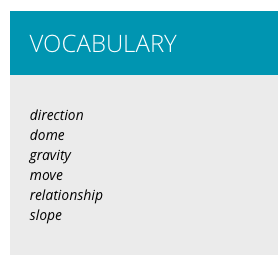 VOCABULARY
direction
dome
gravity
move
relationship
slope